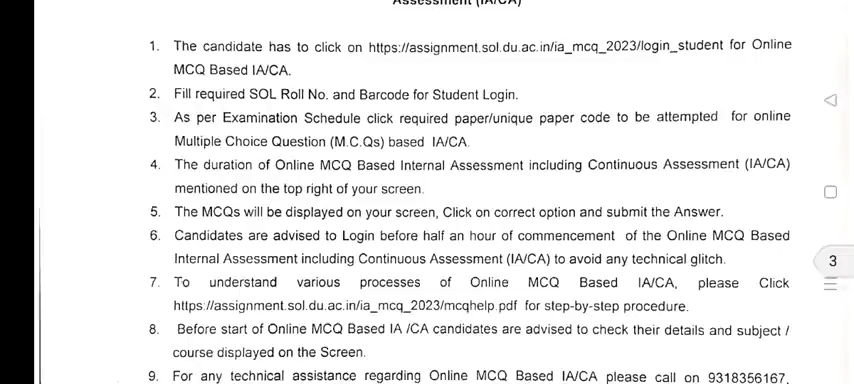 Assessment (IA/CA)
1. The candidate has to click on https://assignment.sol.du.ac.in/ia_mcq_2023/login_student for Online
MCQ Based IA/CA.
2. Fill required SOL Roll No. and Barcode for Student Login.
3. As per Examination Schedule click required paper/unique paper code to be attempted for online
Multiple Choice Question (M.C.Qs) based IA/CA.
4. The duration of Online MCQ Based Internal Assessment including Continuous Assessment (IA/CA)
mentioned on the top right of your screen.
5. The MCQs will be displayed on your screen, Click on correct option and submit the Answer.
6. Candidates are advised to Login before half an hour of commencement of the Online MCQ Based
Internal Assessment including Continuous Assessment (IA/CA) to avoid any technical glitch.
3
7. To understand various processes of Online MCQ Based IA/CA, please Click
https://assignment.sol.du.ac.in/ia_mcq_2023/mcqhelp.pdf for step-by-step procedure.
8. Before start of Online MCQ Based IA /CA candidates are advised to check their details and subject /
course displayed on the Screen.
9. For any technical assistance regarding Online MCQ Based IA/CA please call on 9318356167,